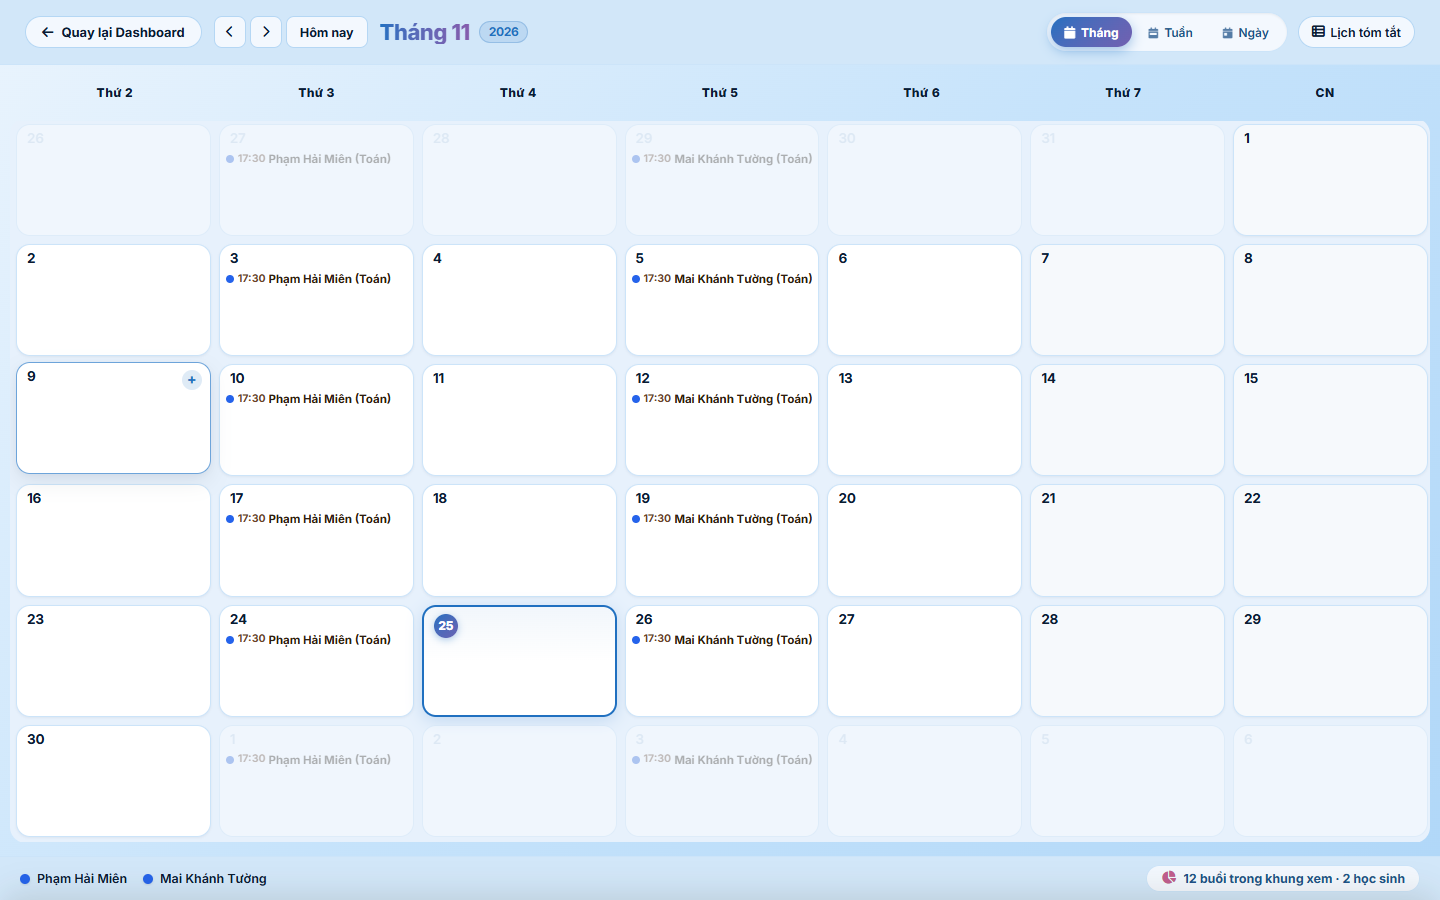 Quay lại Dashboard
Hôm nay
Tháng 11
2026
Tháng
Tuần
Ngày
Lịch tóm tắt
Thứ 2 Thứ 3 Thứ 4 Thứ 5 Thứ 6 Thứ 7 CN
26 27 28 29 30 31 1
17:30 Phạm Hải Miên (Toán) 17:30 Mai Khánh Tường (Toán)
2 3 4 5 6 7 8
17:30 Phạm Hải Miên (Toán) 17:30 Mai Khánh Tường (Toán)
9 + 10 11 12 13 14 15
17:30 Phạm Hải Miên (Toán) 17:30 Mai Khánh Tường (Toán)
16 17 18 19 20 21 22
17:30 Phạm Hải Miên (Toán) 17:30 Mai Khánh Tường (Toán)
23 24 25 26 27 28 29
17:30 Phạm Hải Miên (Toán) 17:30 Mai Khánh Tường (Toán)
30 1 2 3 4 5 6
17:30 Phạm Hải Miên (Toán) 17:30 Mai Khánh Tường (Toán)
Phạm Hải Miên Mai Khánh Tường
12 buổi trong khung xem · 2 học sinh